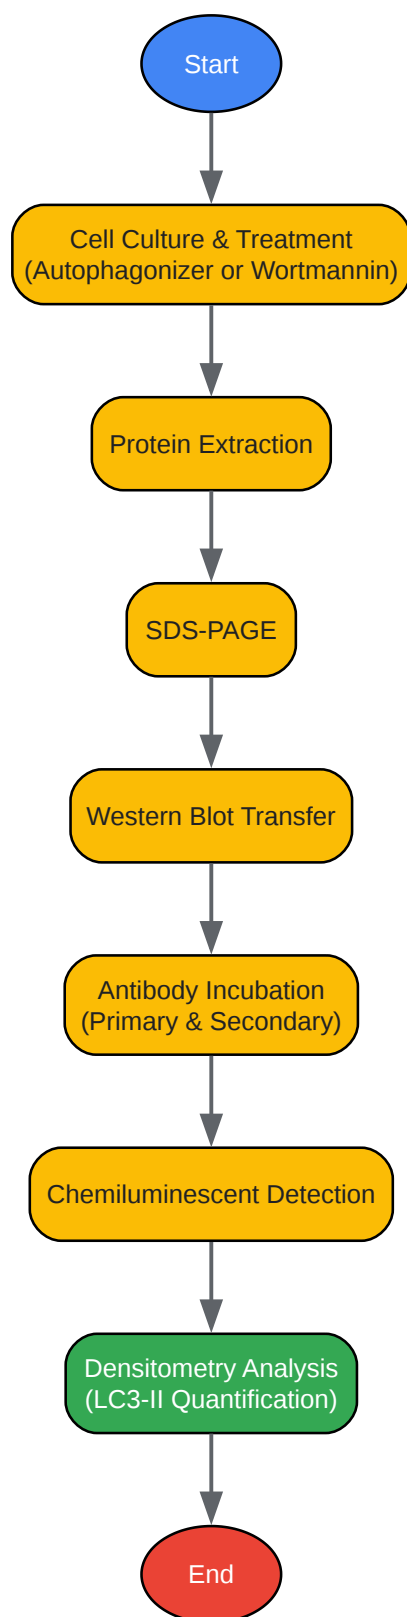 Start
Cell Culture & Treatment
(Autophagonizer or Wortmannin)
Protein Extraction
SDS-PAGE
Western Blot Transfer
Antibody Incubation
(Primary & Secondary)
Chemiluminescent Detection
Densitometry Analysis
(LC3-II Quantification)
End